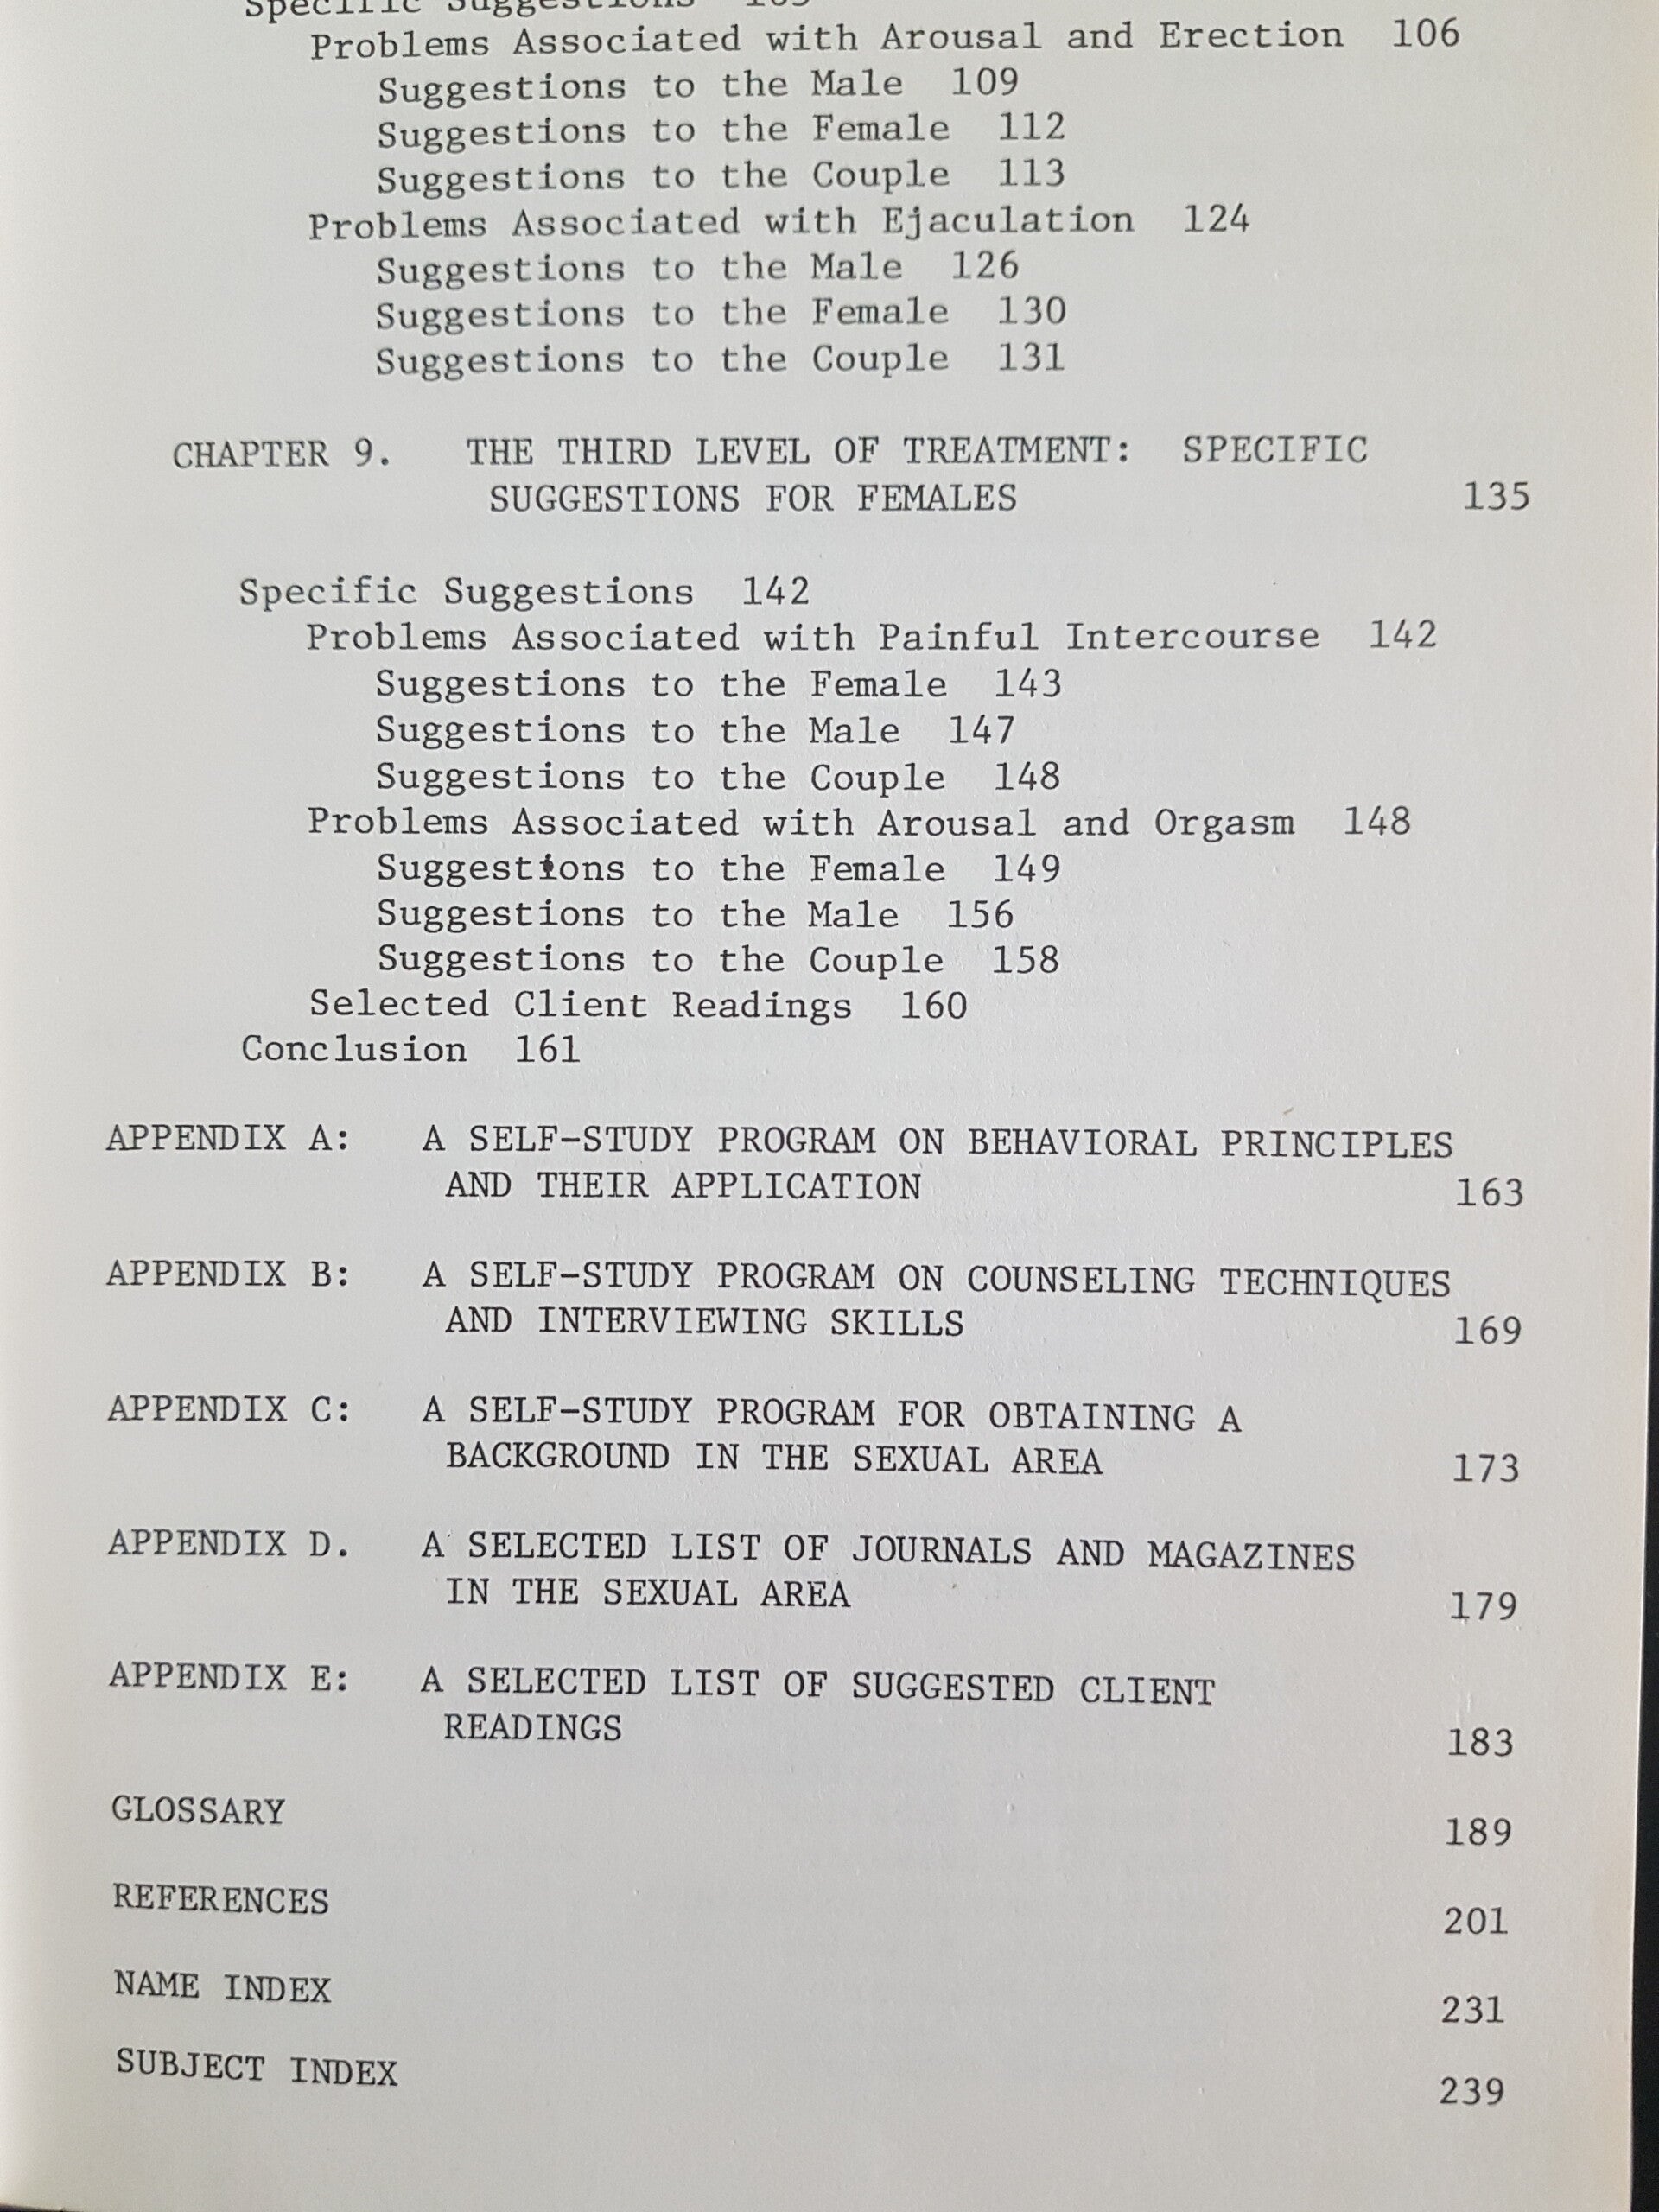 Specific Suggestions 105
Problems Associated with Arousal and Erection 106
Suggestions to the Male 109
Suggestions to the Female 112
Suggestions to the Couple 113
Problems Associated with Ejaculation 124
Suggestions to the Male 126
Suggestions to the Female 130
Suggestions to the Couple 131
CHAPTER 9. THE THIRD LEVEL OF TREATMENT: SPECIFIC
SUGGESTIONS FOR FEMALES 135
Specific Suggestions 142
Problems Associated with Painful Intercourse 142
Suggestions to the Female 143
Suggestions to the Male 147
Suggestions to the Couple 148
Problems Associated with Arousal and Orgasm 148
Suggestions to the Female 149
Suggestions to the Male 156
Suggestions to the Couple 158
Selected Client Readings 160
Conclusion 161
APPENDIX A: A SELF-STUDY PROGRAM ON BEHAVIORAL PRINCIPLES
AND THEIR APPLICATION 163
APPENDIX B: A SELF-STUDY PROGRAM ON COUNSELING TECHNIQUES
AND INTERVIEWING SKILLS 169
APPENDIX C: A SELF-STUDY PROGRAM FOR OBTAINING A
BACKGROUND IN THE SEXUAL AREA 173
APPENDIX D. A SELECTED LIST OF JOURNALS AND MAGAZINES
IN THE SEXUAL AREA 179
APPENDIX E: A SELECTED LIST OF SUGGESTED CLIENT
READINGS 183
GLOSSARY 189
REFERENCES 201
NAME INDEX 231
SUBJECT INDEX 239